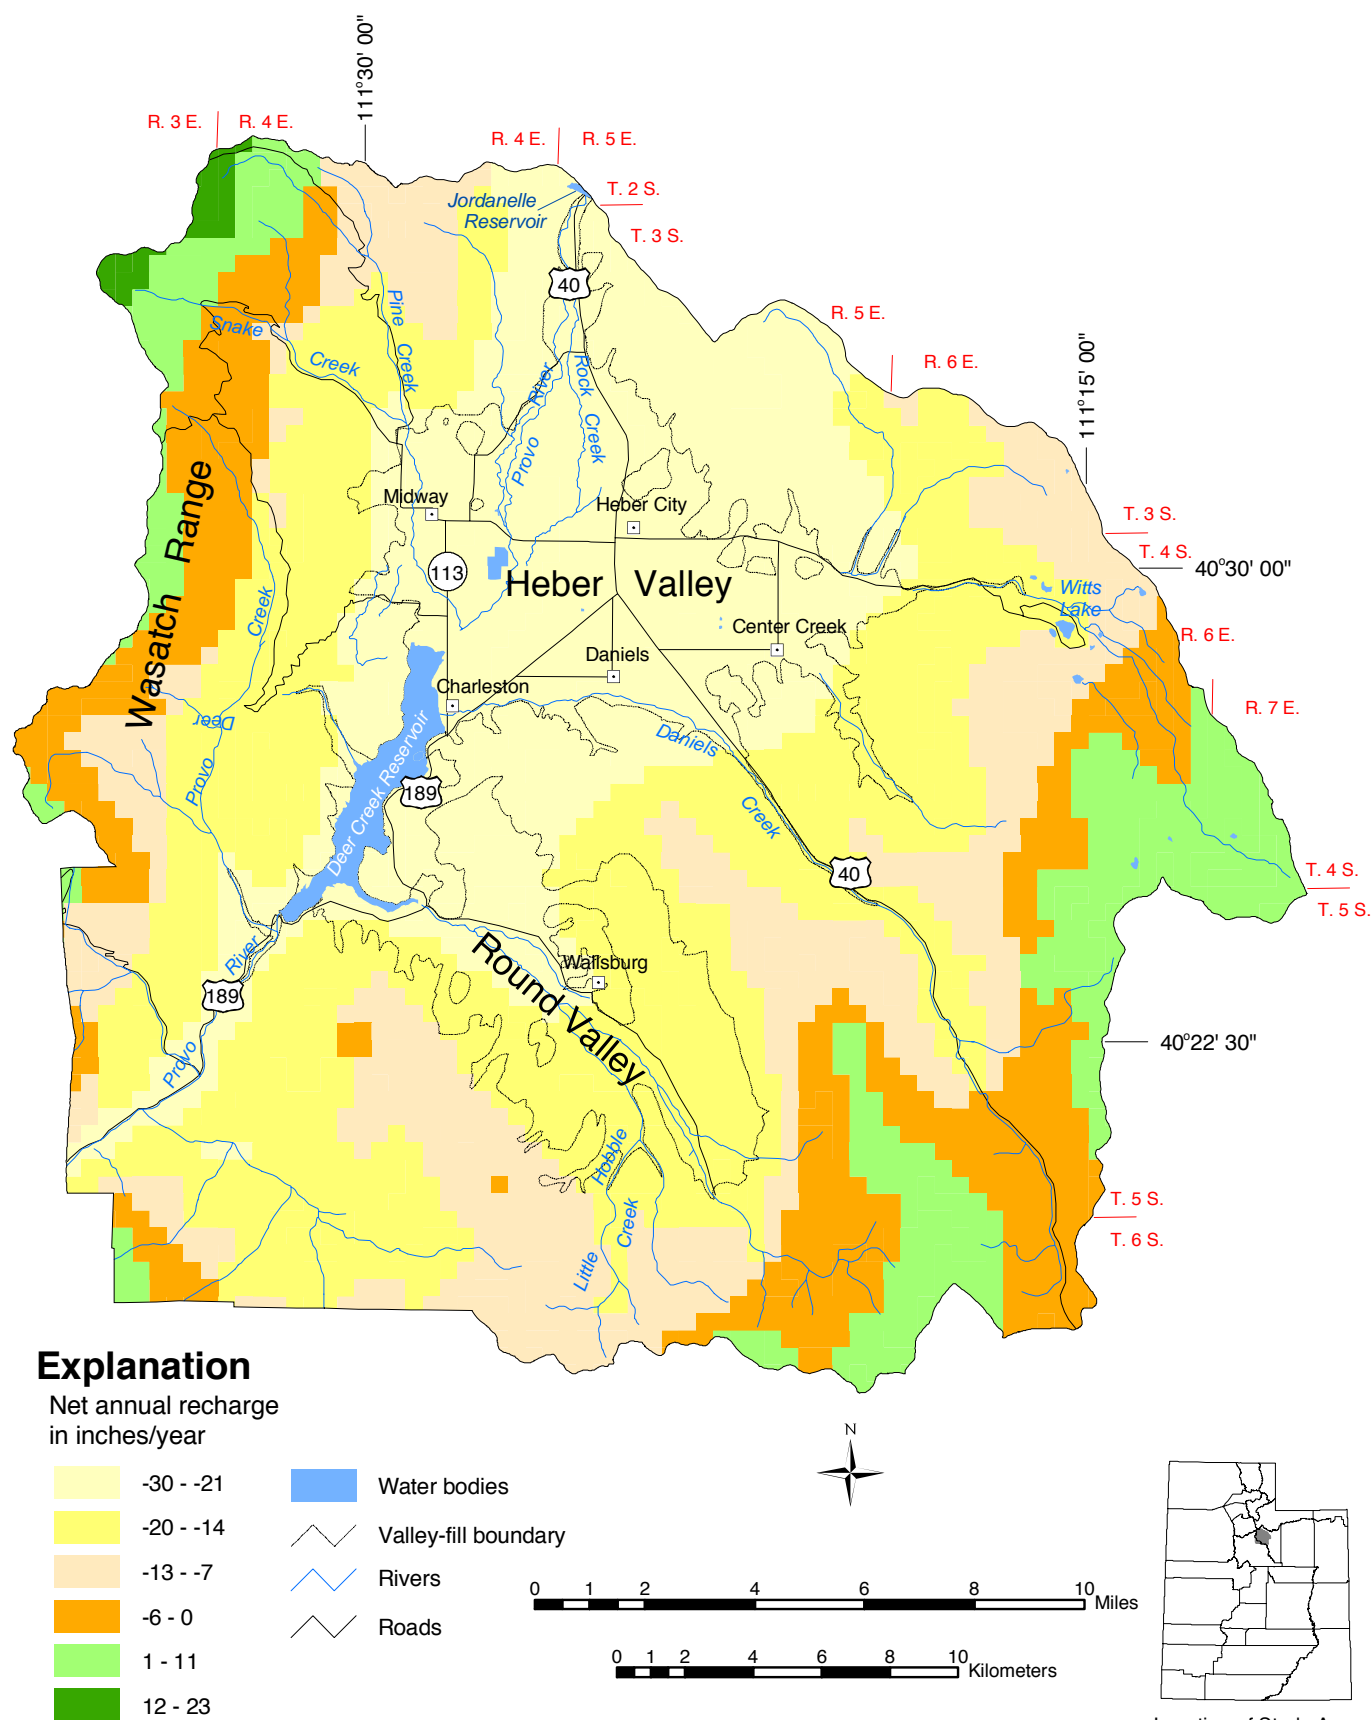 111°30' 00"
R. 3 E.
R. 4 E.
R. 4 E.
R. 5 E.
Jordanelle
Reservoir
T. 2 S.
T. 3 S.
40
R. 5 E.
R. 6 E.
111°15' 00"
Snake
Creek
Pine
Creek
Provo
River
Rock
Creek
Wasatch Range
Midway
Heber City
T. 3 S.
T. 4 S.
40°30' 00"
113
Heber Valley
Witts
Lake
Center Creek
R. 6 E.
Daniels
Charleston
R. 7 E.
Provo
Deer
Creek
Deer Creek Reservoir
189
Daniels
Creek
40
T. 4 S.
T. 5 S.
Round Valley
Wallsburg
River
189
Provo
40°22' 30"
Hobble
Creek
Little
T. 5 S.
T. 6 S.
Explanation
Net annual recharge
in inches/year
-30 - -21
-20 - -14
-13 - -7
-6 - 0
1 - 11
12 - 23
Water bodies
Valley-fill boundary
Rivers
Roads
N
0 1 2 4 6 8 10 Miles
0 1 2 4 6 8 10 Kilometers